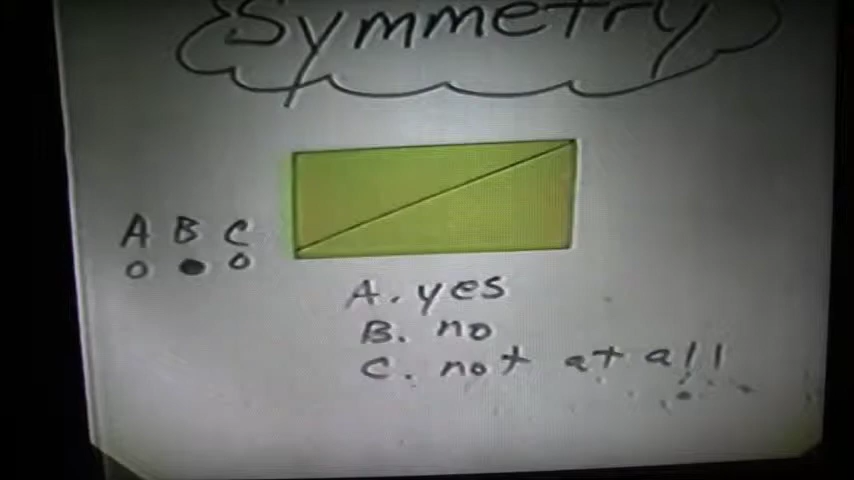 Symmetry
A B C
A. yes
B. no
C. not at all